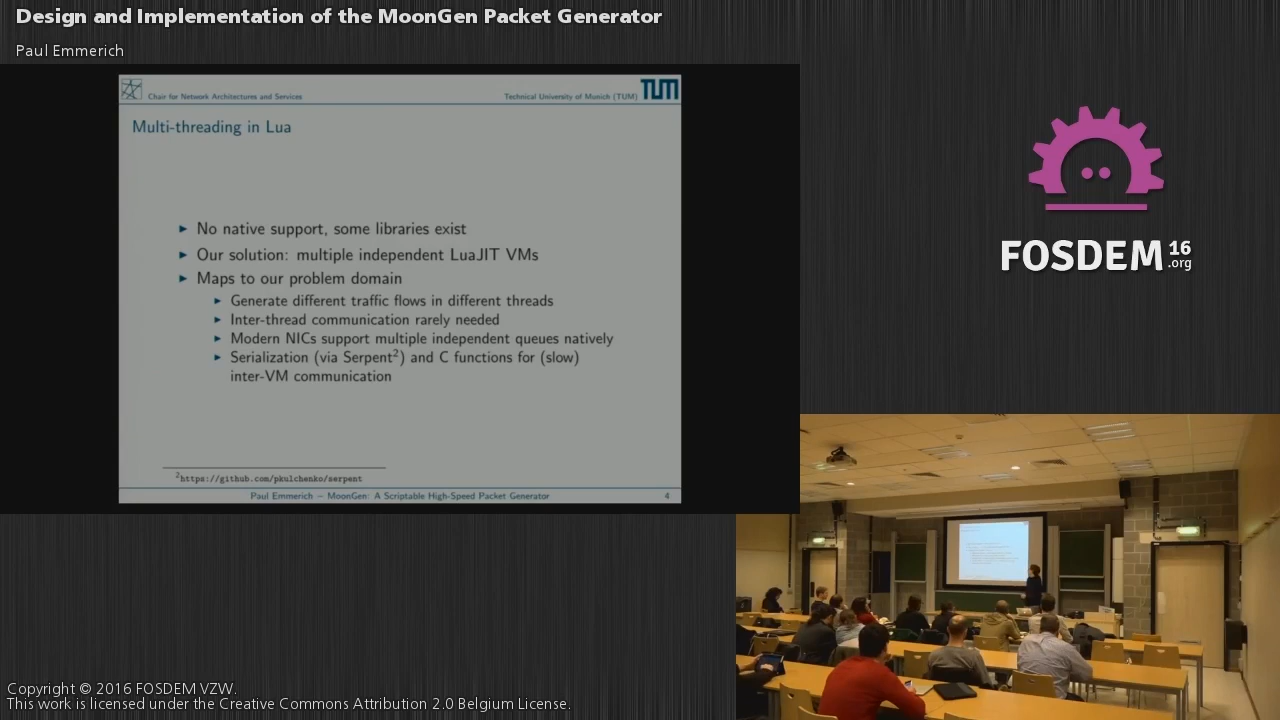 Design and Implementation of the MoonGen Packet Generator
Paul Emmerich
Chair for Network Architectures and Services
Technical University of Munich (TUM)
TUM
Multi-threading in Lua
No native support, some libraries exist
Our solution: multiple independent LuaJIT VMs
Maps to our problem domain
Generate different traffic flows in different threads
Inter-thread communication rarely needed
Modern NICs support multiple independent queues natively
Serialization (via Serpent2) and C functions for (slow)
inter-VM communication
2https://github.com/pkulchenko/serpent
Paul Emmerich – MoonGen: A Scriptable High-Speed Packet Generator
4
FOSDEM 16
.org
Copyright © 2016 FOSDEM VZW.
This work is licensed under the Creative Commons Attribution 2.0 Belgium License.